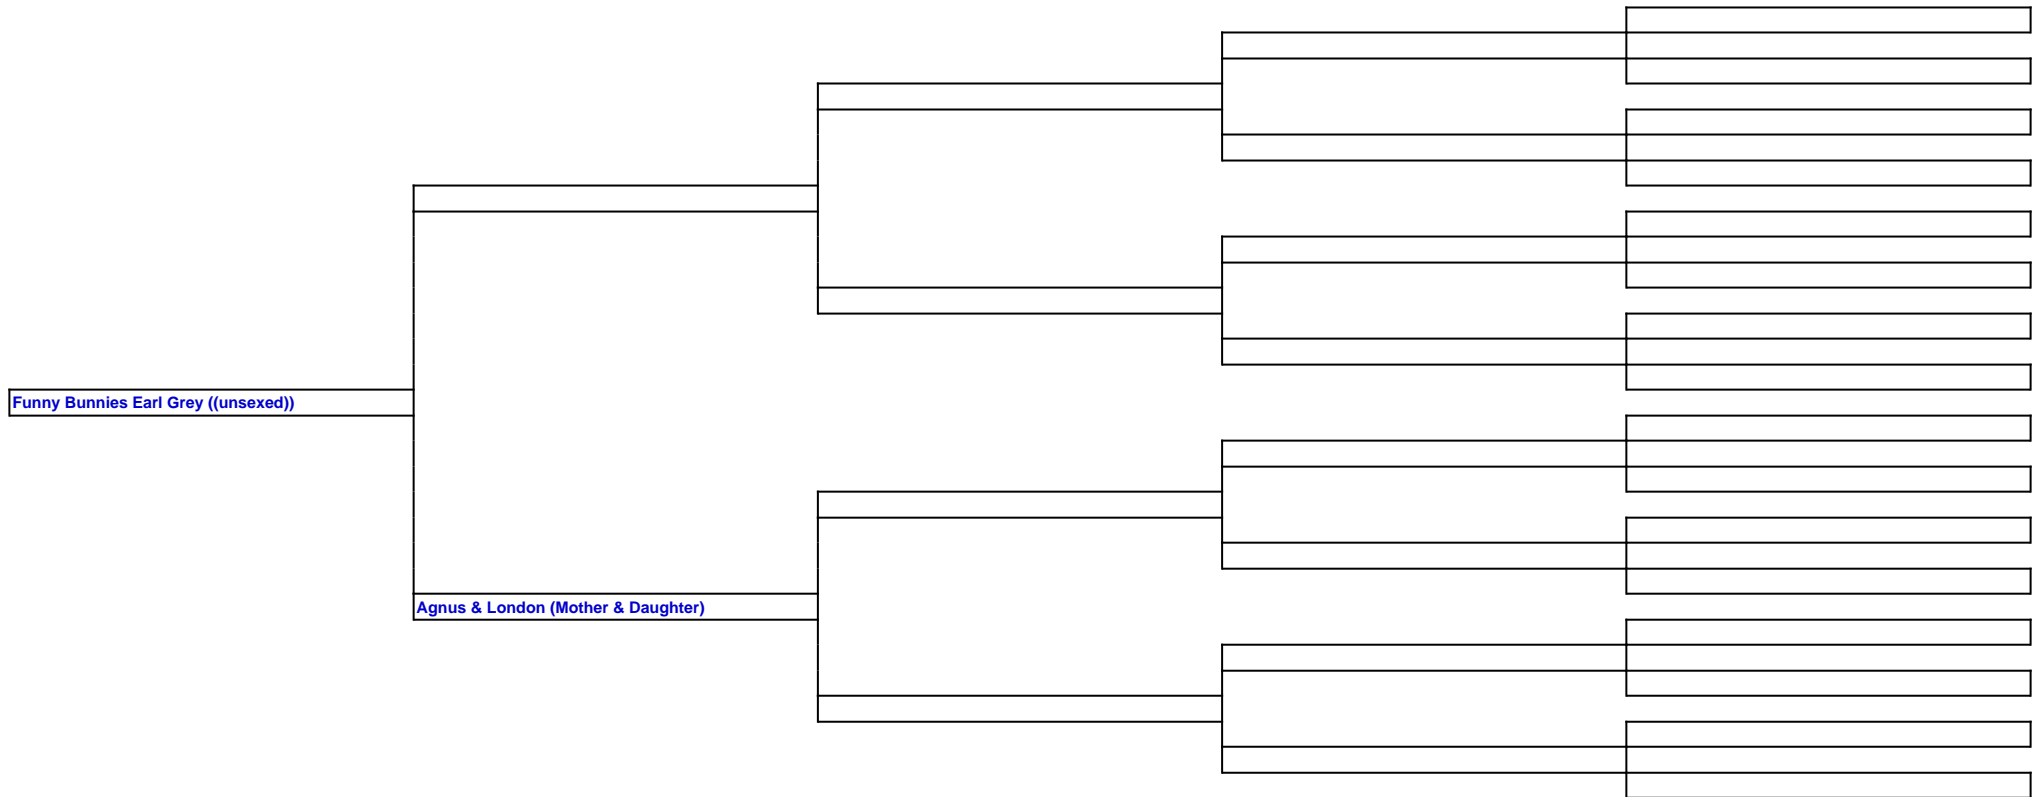 Funny Bunnies Earl Grey ((unsexed))
Agnus & London (Mother & Daughter)